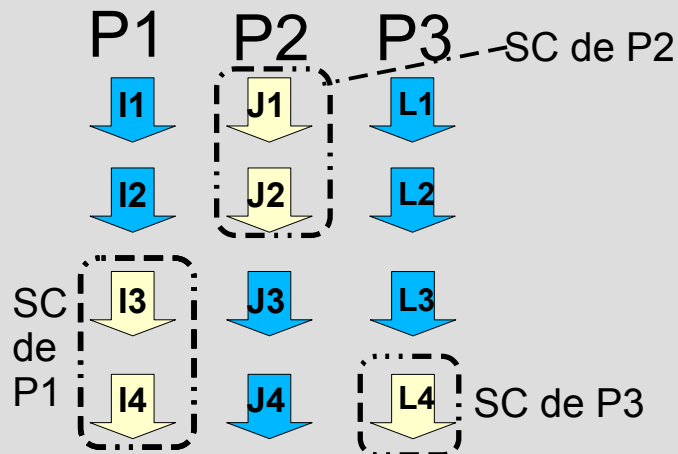 P1 P2 P3
SC de P2
I1 J1 L1
I2 J2 L2
I3 J3 L3
SC
de
P1
I4 J4 L4
SC de P3